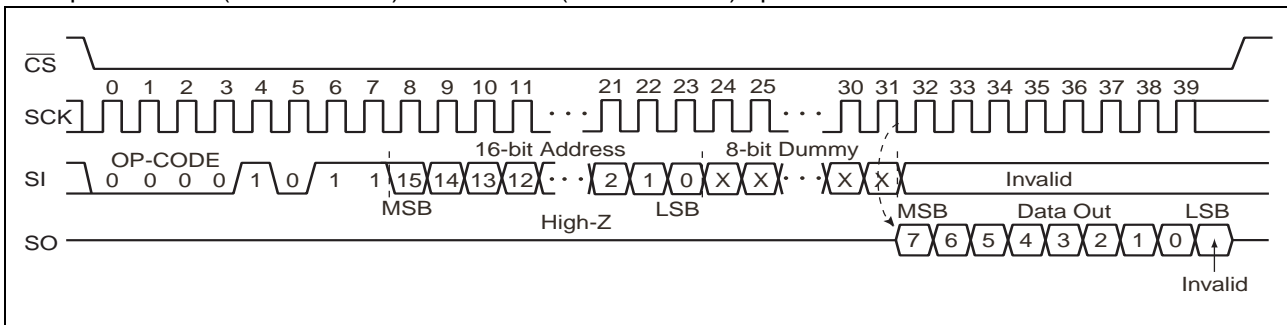 CS
0 1 2 3 4 5 6 7 8 9 10 11 21 22 23 24 25 30 31 32 33 34 35 36 37 38 39
SCK
OP-CODE 16-bit Address 8-bit Dummy
SI 0 0 0 0 1 0 1 1 15 14 13 12 2 1 0 X X X X Invalid
MSB LSB
High-Z
MSB Data Out LSB
SO 7 6 5 4 3 2 1 0
Invalid